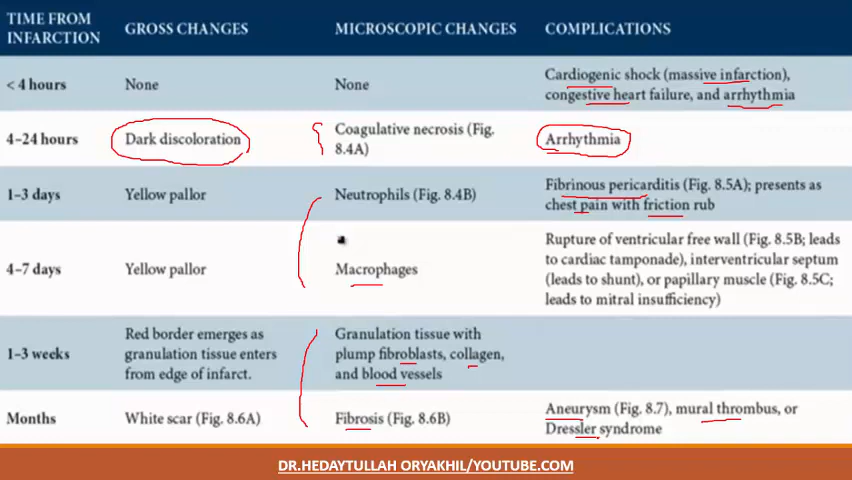 TIME FROM
INFARCTION
GROSS CHANGES
MICROSCOPIC CHANGES
COMPLICATIONS
< 4 hours
None
None
Cardiogenic shock (massive infarction),
congestive heart failure, and arrhythmia
4–24 hours
Dark discoloration
Coagulative necrosis (Fig.
8.4A)
Arrhythmia
1–3 days
Yellow pallor
Neutrophils (Fig. 8.4B)
Fibrinous pericarditis (Fig. 8.5A); presents as
chest pain with friction rub
4–7 days
Yellow pallor
Macrophages
Rupture of ventricular free wall (Fig. 8.5B; leads
to cardiac tamponade), interventricular septum
(leads to shunt), or papillary muscle (Fig. 8.5C;
leads to mitral insufficiency)
1–3 weeks
Red border emerges as
granulation tissue enters
from edge of infarct.
Granulation tissue with
plump fibroblasts, collagen,
and blood vessels
Months
White scar (Fig. 8.6A)
Fibrosis (Fig. 8.6B)
Aneurysm (Fig. 8.7), mural thrombus, or
Dressler syndrome
DR.HEDAYTULLAH ORYAKHIL/YOUTUBE.COM